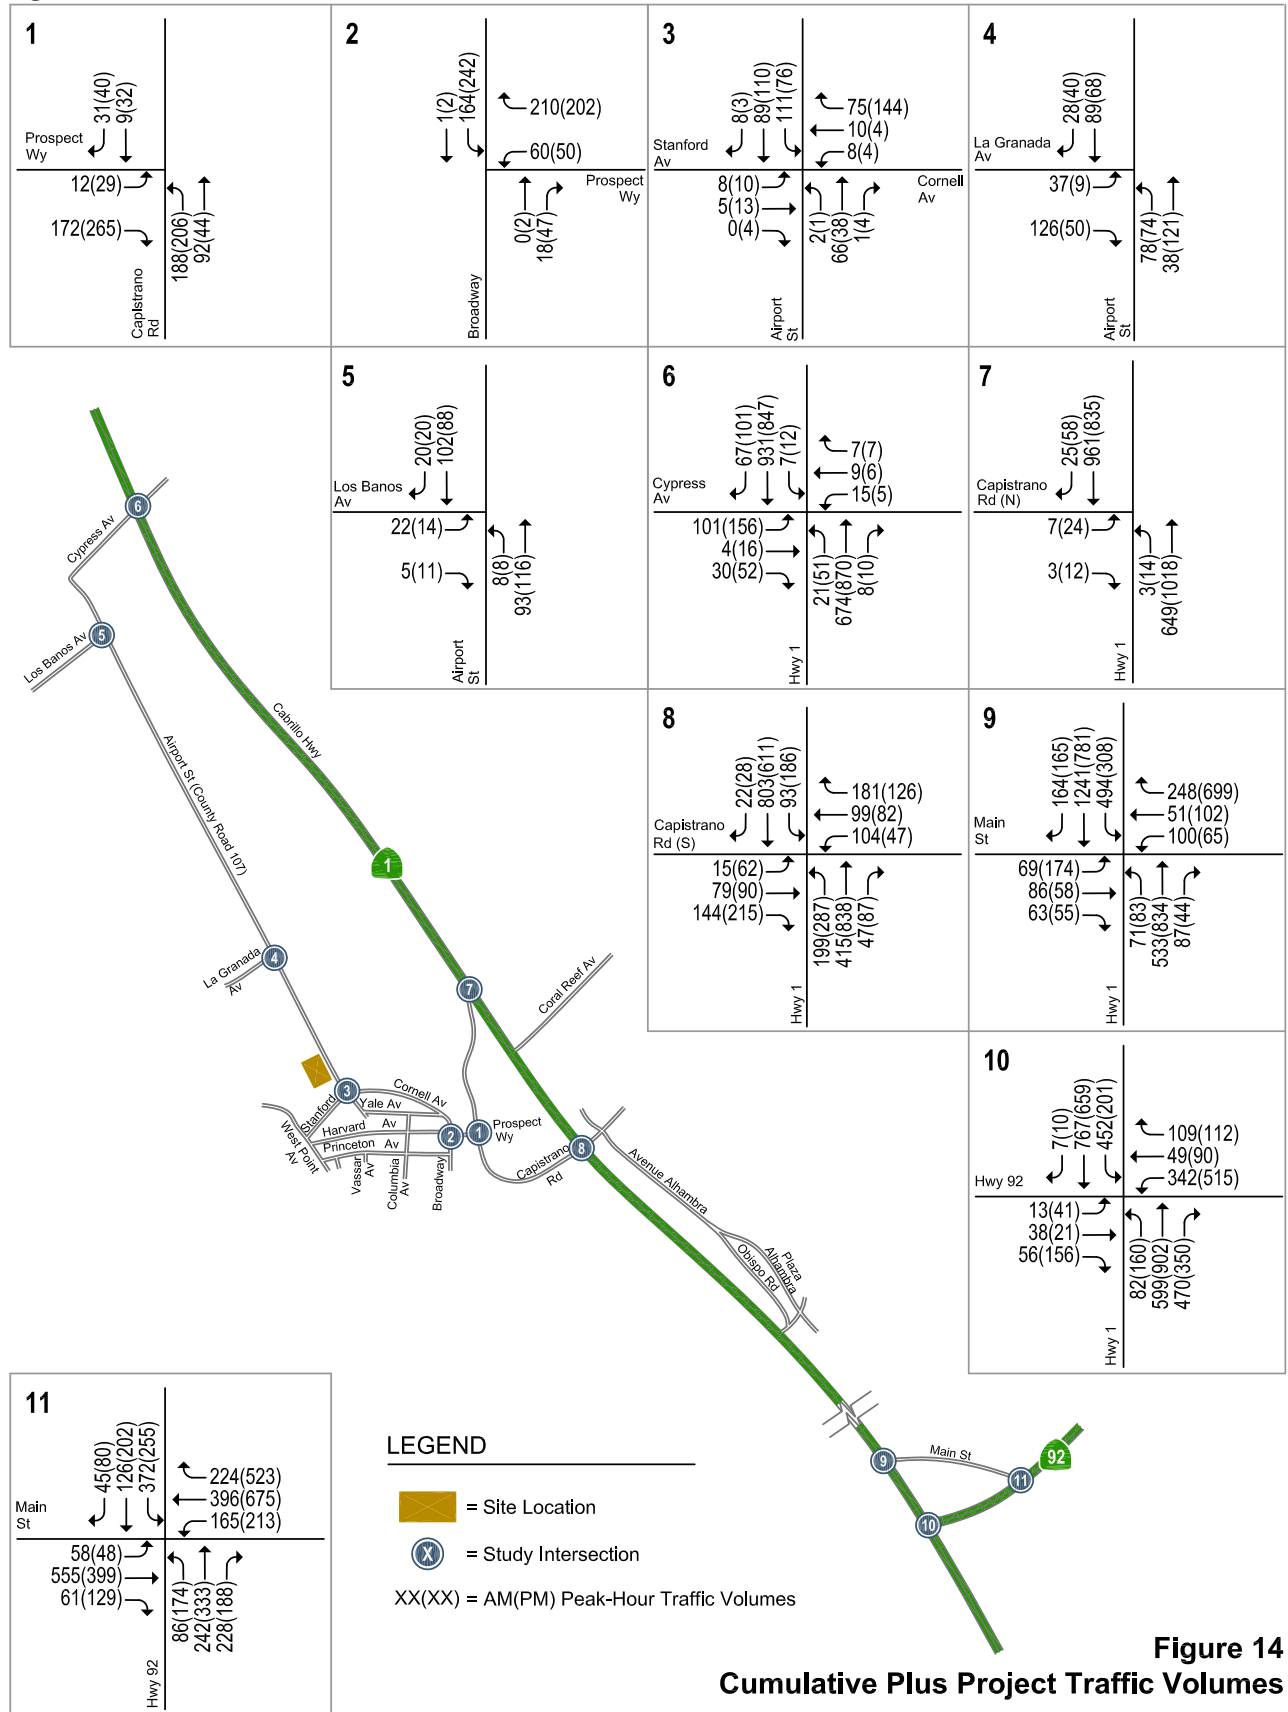 1
31(40)
9(32)
Prospect
Wy
12(29)
172(265)
188(206)
92(44)
Capistrano
Rd
2
1(2)
164(242)
210(202)
60(50)
Prospect
Wy
0(2)
18(47)
Broadway
3
8(3)
89(110)
111(76)
75(144)
10(4)
8(4)
Stanford
Av
Cornell
Av
8(10)
5(13)
0(4)
2(1)
66(38)
1(4)
Airport
St
4
28(40)
89(68)
La Granada
Av
37(9)
126(50)
78(74)
38(121)
Airport
St
5
20(20)
102(88)
Los Banos
Av
22(14)
5(11)
8(8)
93(116)
Airport
St
6
67(101)
931(847)
7(12)
7(7)
9(6)
15(5)
Cypress
Av
101(156)
4(16)
30(52)
21(51)
674(870)
8(10)
Hwy 1
7
25(58)
961(835)
Capistrano
Rd (N)
7(24)
3(12)
3(14)
649(1018)
Hwy 1
8
22(28)
803(611)
93(186)
181(126)
99(82)
104(47)
Capistrano
Rd (S)
15(62)
79(90)
144(215)
199(287)
415(838)
47(87)
Hwy 1
9
164(165)
1241(781)
494(308)
248(699)
51(102)
100(65)
Main
St
69(174)
86(58)
63(55)
71(83)
533(834)
87(44)
Hwy 1
10
7(10)
767(659)
452(201)
109(112)
49(90)
342(515)
Hwy 92
13(41)
38(21)
56(156)
82(160)
599(902)
470(350)
Hwy 1
11
45(80)
126(202)
372(255)
224(523)
396(675)
165(213)
Main
St
58(48)
555(399)
61(129)
86(174)
242(333)
228(188)
Hwy 92
6
Cypress Av
5
Los Banos Av
Cabrillo Hwy
Airport St (County Road 107)
1
4
La Granada
Av
7
Coral Reef Av
3
Cornell Av
Stanford
Yale Av
Harvard Av
Princeton Av
West Point
Av
Vassar
Av
Columbia
Av
Broadway
2
1
Prospect
Wy
Capistrano
Rd
8
Avenue Alhambra
Obispo Rd
Plaza
Alhambra
9
Main St
11
92
10
LEGEND
= Site Location
X = Study Intersection
XX(XX) = AM(PM) Peak-Hour Traffic Volumes
Figure 14
Cumulative Plus Project Traffic Volumes